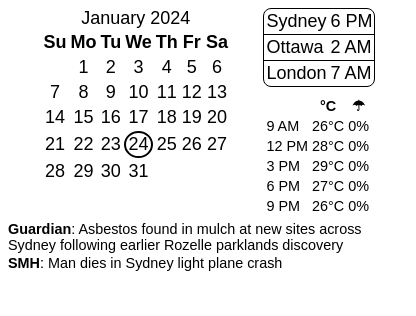 January 2024
Su Mo Tu We Th Fr Sa
1 2 3 4 5 6
7 8 9 10 11 12 13
14 15 16 17 18 19 20
21 22 23 24 25 26 27
28 29 30 31
Sydney 6 PM
Ottawa 2 AM
London 7 AM
°C ☂
9 AM 26°C 0%
12 PM 28°C 0%
3 PM 29°C 0%
6 PM 27°C 0%
9 PM 26°C 0%
Guardian: Asbestos found in mulch at new sites across
Sydney following earlier Rozelle parklands discovery
SMH: Man dies in Sydney light plane crash